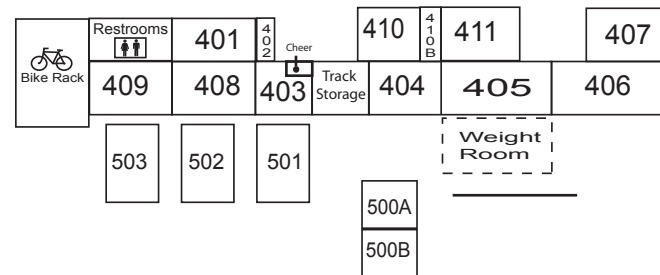 Restrooms
401
402
410
410B
411
407
Cheer
Bike Rack
409
408
403
Track
Storage
404
405
406
Weight
Room
503
502
501
500A
500B